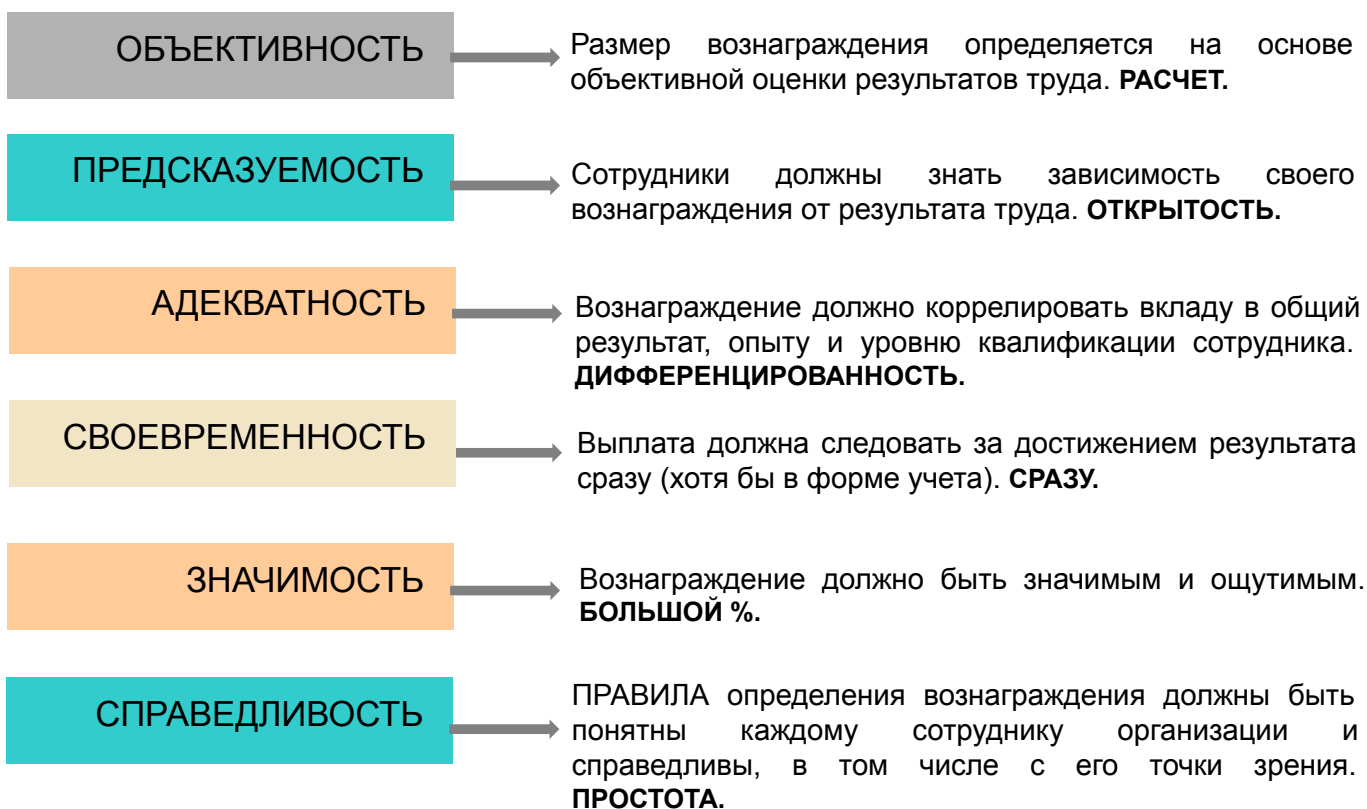 ОБЪЕКТИВНОСТЬ
Размер вознаграждения определяется на основе
объективной оценки результатов труда. РАСЧЕТ.
ПРЕДСКАЗУЕМОСТЬ
Сотрудники должны знать зависимость своего
вознаграждения от результата труда. ОТКРЫТОСТЬ.
АДЕКВАТНОСТЬ
Вознаграждение должно коррелировать вкладу в общий
результат, опыту и уровню квалификации сотрудника.
ДИФФЕРЕНЦИРОВАННОСТЬ.
СВОЕВРЕМЕННОСТЬ
Выплата должна следовать за достижением результата
сразу (хотя бы в форме учета). СРАЗУ.
ЗНАЧИМОСТЬ
Вознаграждение должно быть значимым и ощутимым.
БОЛЬШОЙ %.
СПРАВЕДЛИВОСТЬ
ПРАВИЛА определения вознаграждения должны быть
понятны каждому сотруднику организации и
справедливы, в том числе с его точки зрения.
ПРОСТОТА.